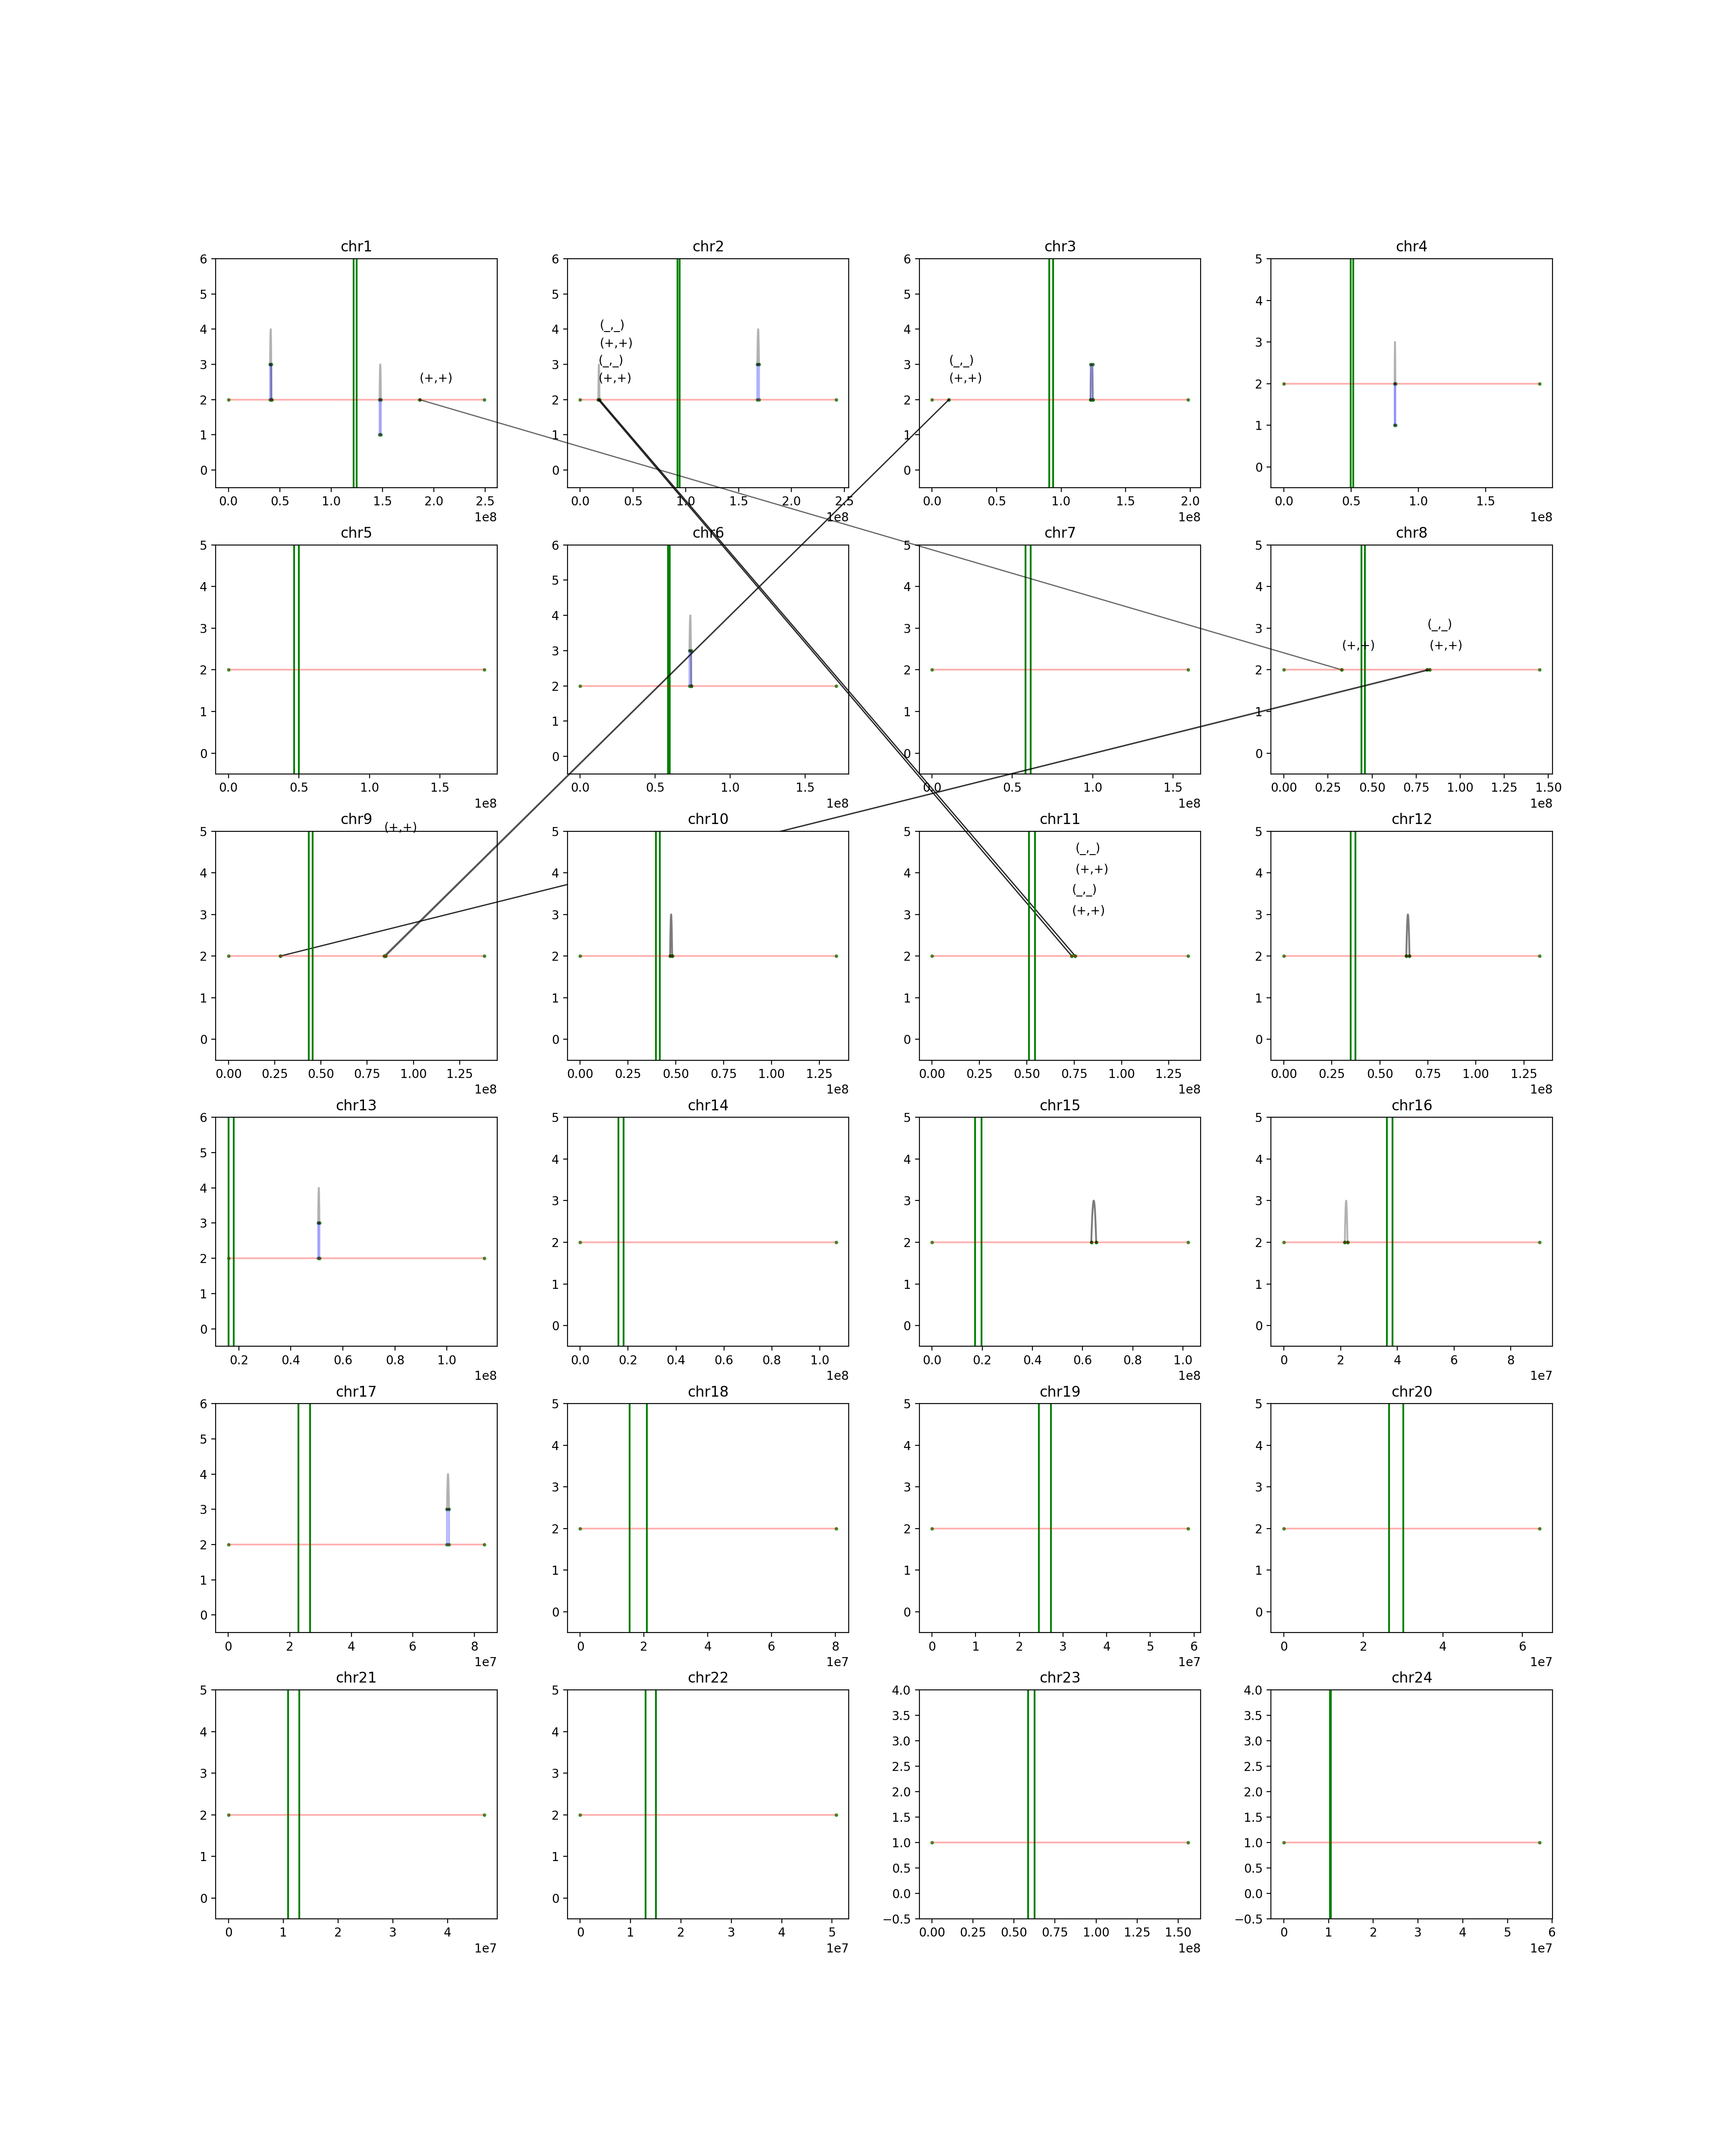 chr1 chr2 chr3 chr4
6 6 6 5
5 5 5 4
4 (_,_) 4 4 3
(+,+)
3 (_,_) 3 3 (_,_) 2
(+,+) 2 (+,+) 2 (+,+) 1
2 1 1 0
1 0 0
0
0.0 0.5 1.0 1.5 2.0 2.5 0.0 0.5 1.0 1.5 2.0 2.5 0.0 0.5 1.0 1.5 2.0 0.0 0.5 1.0 1.5
1e8 1e8 1e8 1e8
chr5 chr6 chr7 chr8
5 6 5 5
4 5 4 4
3 4 3 3 (_,_)
2 3 2 2 (+,+) (+,+)
1 2 1 1
0 1 0 0
0
0.0 0.5 1.0 1.5 0.0 0.5 1.0 1.5 0.0 0.5 1.0 1.5 0.00 0.25 0.50 0.75 1.00 1.25 1.50
1e8 1e8 1e8 1e8
chr9 chr10 chr11 chr12
5 (+,+) 5 5 5
4 4 4 (_,_) 4
(+,+)
(_,_)
3 3 3 (+,+) 3
2 2 2 2
1 1 1 1
0 0 0 0
0.00 0.25 0.50 0.75 1.00 1.25 0.00 0.25 0.50 0.75 1.00 1.25 0.00 0.25 0.50 0.75 1.00 1.25 0.00 0.25 0.50 0.75 1.00 1.25
1e8 1e8 1e8 1e8
chr13 chr14 chr15 chr16
6 5 5 5
5 4 4 4
4 3 3 3
3 2 2 2
2 1 1 1
1 0 0 0
0
0.2 0.4 0.6 0.8 1.0 0.0 0.2 0.4 0.6 0.8 1.0 0.0 0.2 0.4 0.6 0.8 1.0 0 2 4 6 8
1e8 1e8 1e8 1e7
chr17 chr18 chr19 chr20
6 5 5 5
5 4 4 4
4 3 3 3
3 2 2 2
2 1 1 1
1 0 0 0
0
0 2 4 6 8 0 2 4 6 8 0 1 2 3 4 5 6 0 2 4 6
1e7 1e7 1e7 1e7
chr21 chr22 chr23 chr24
5 5 4.0 4.0
4 4 3.5 3.5
3 3 3.0 3.0
2 2 2.5 2.5
1 1 2.0 2.0
0 0 1.5 1.5
1.0 1.0
0.5 0.5
0.0 0.0
−0.5 −0.5
0 1 2 3 4 0 1 2 3 4 5 0.00 0.25 0.50 0.75 1.00 1.25 1.50 0 1 2 3 4 5 6
1e7 1e7 1e8 1e7